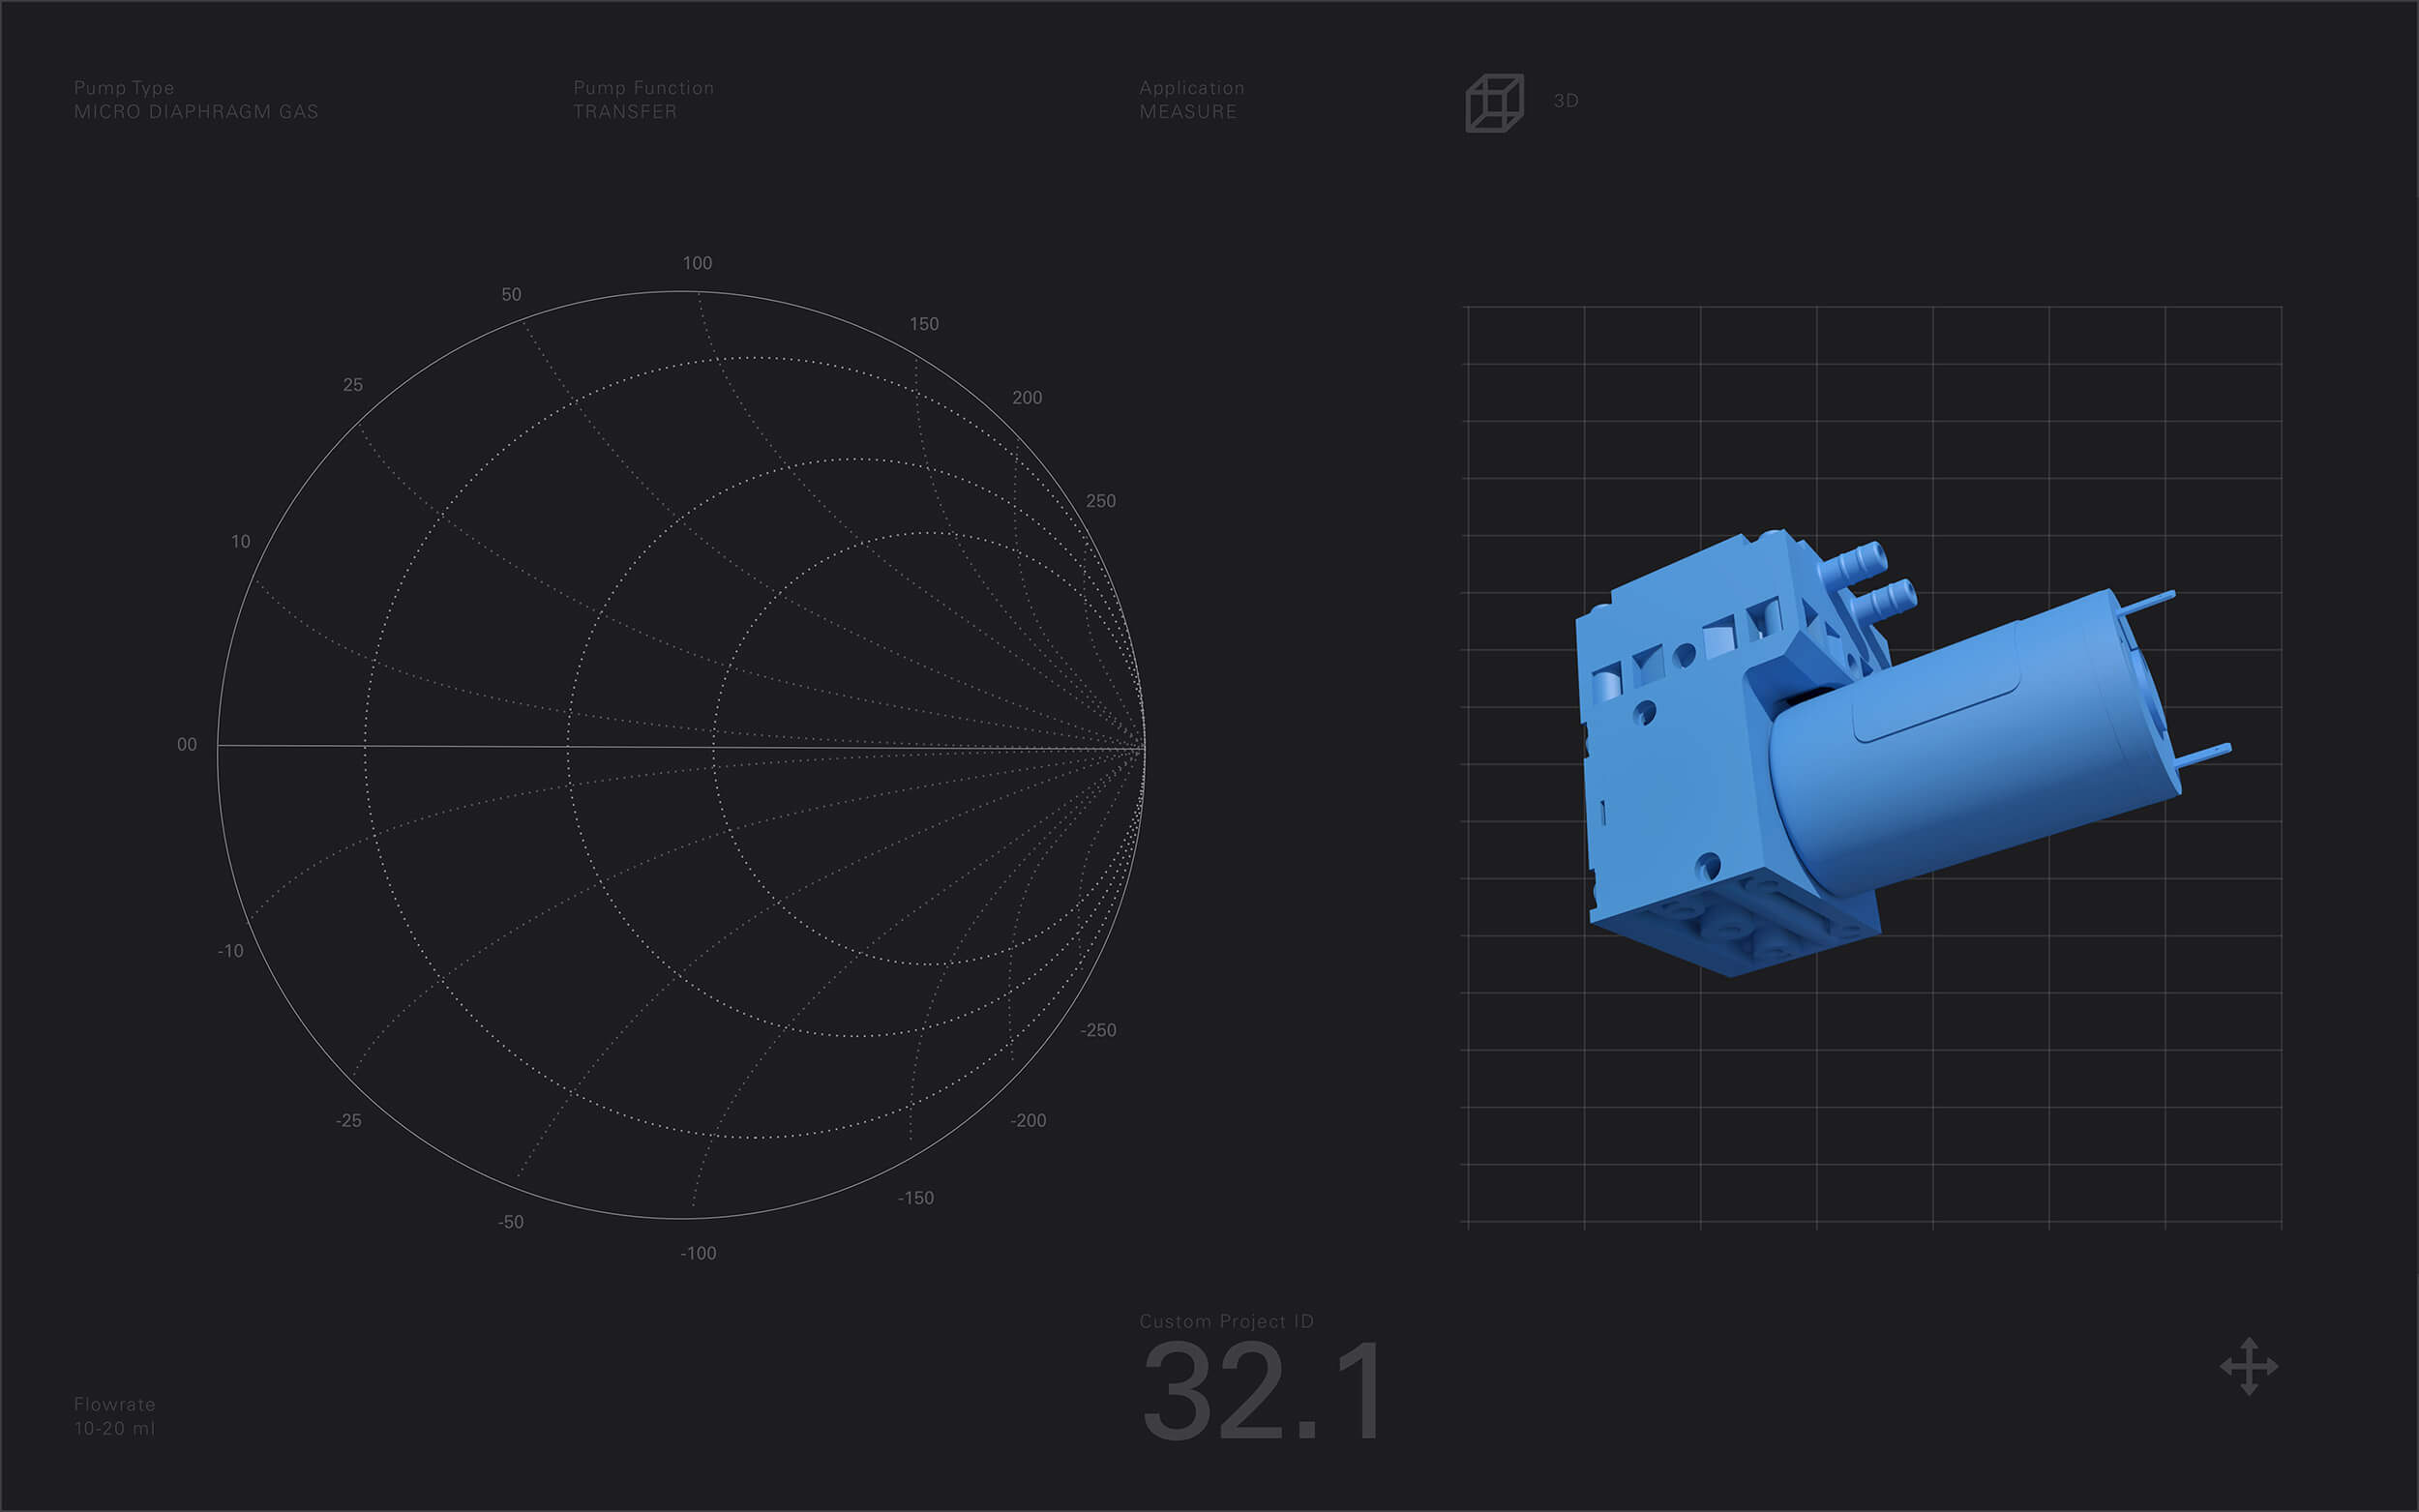 Pump Type
MICRO DIAPHRAGM GAS
Pump Function
TRANSFER
Application
MEASURE
3D
100
50
150
25
200
250
10
00
-10
-250
-25
-200
-150
-50
-100
Custom Project ID
32.1
Flowrate
10-20 ml